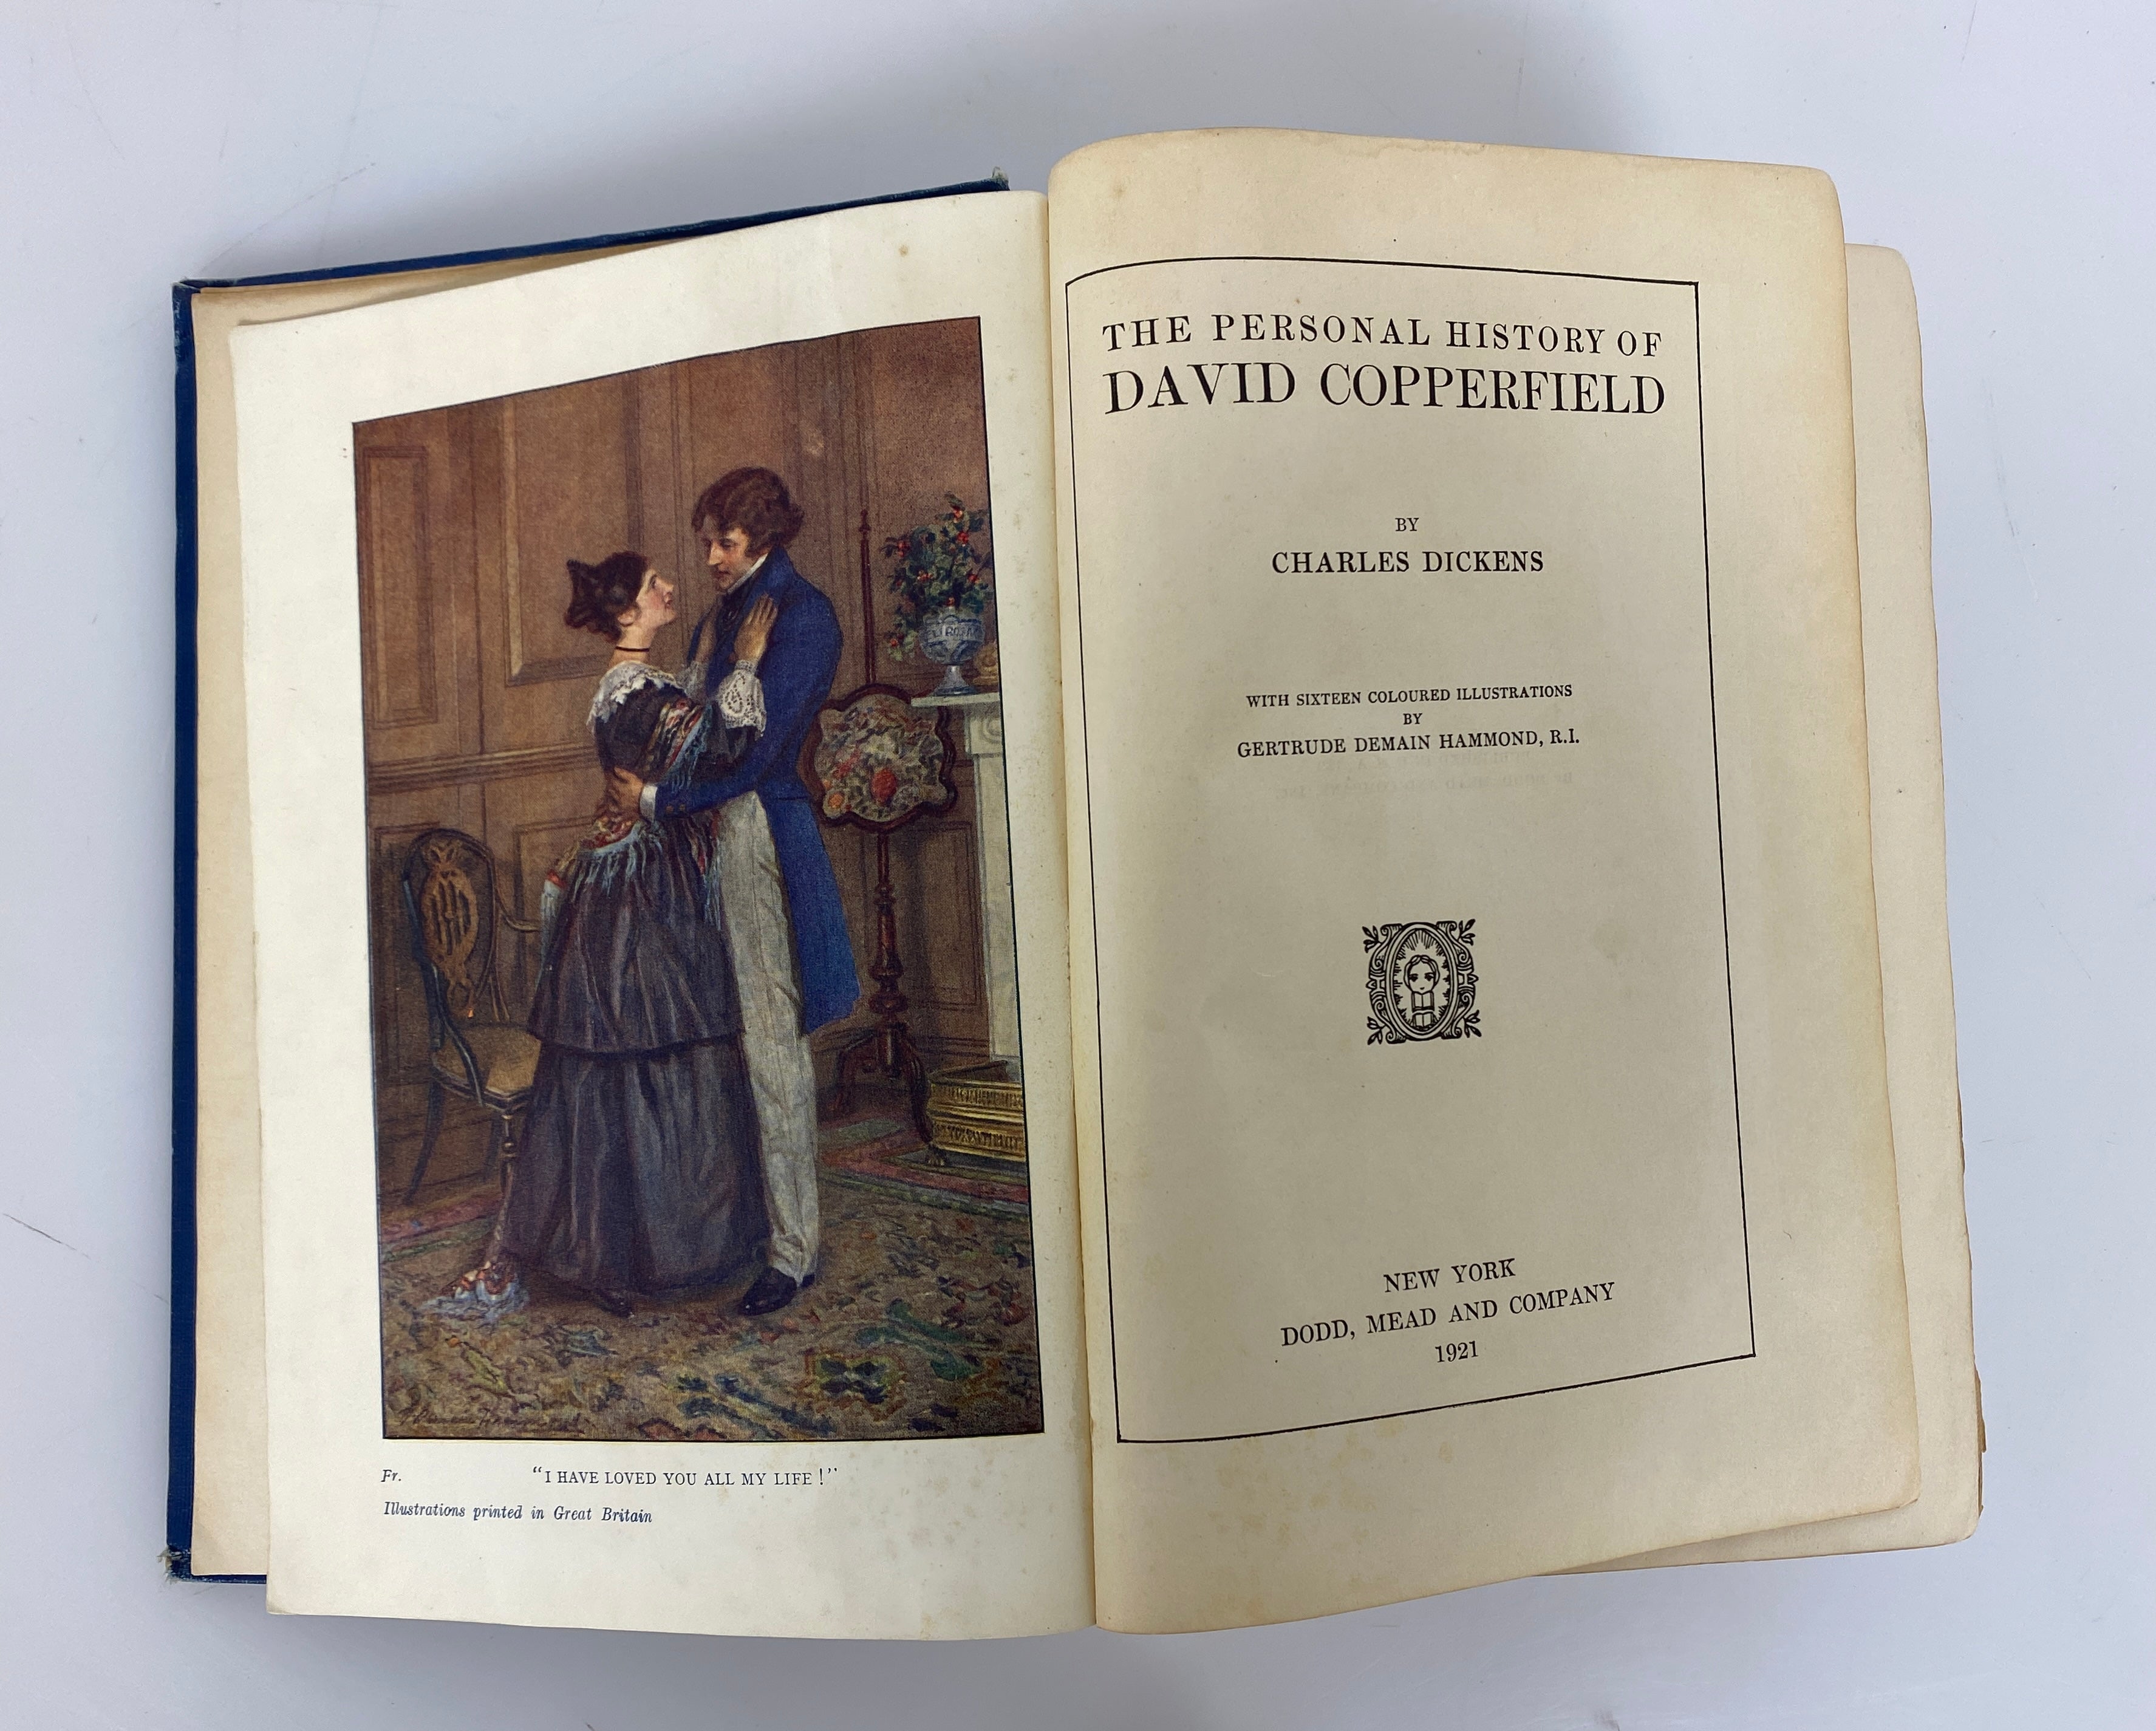 Fr. "I HAVE LOVED YOU ALL MY LIFE!"
Illustrations printed in Great Britain
THE PERSONAL HISTORY OF
DAVID COPPERFIELD
BY
CHARLES DICKENS
WITH SIXTEEN COLOURED ILLUSTRATIONS
BY
GERTRUDE DEMAIN HAMMOND, R.I.
NEW YORK
DODD, MEAD AND COMPANY
1921